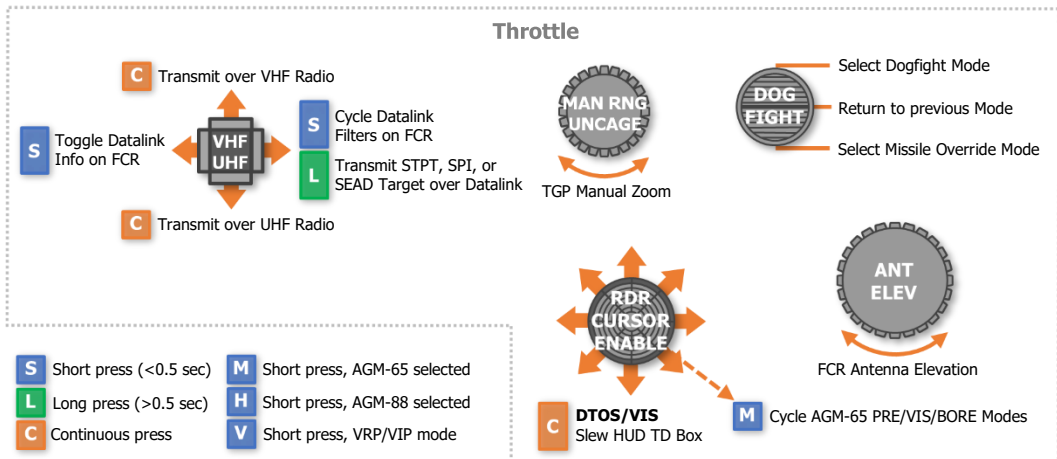 Throttle
C Transmit over VHF Radio
S Toggle Datalink
Info on FCR
VHF
UHF
S Cycle Datalink
Filters on FCR
L Transmit STPT, SPI, or
SEAD Target over Datalink
C Transmit over UHF Radio
MAN RNG
UNCAGE
TGP Manual Zoom
DOG
FIGHT
Select Dogfight Mode
Return to previous Mode
Select Missile Override Mode
RDR
CURSOR
ENABLE
C DTOS/VIS
Slew HUD TD Box
M Cycle AGM-65 PRE/VIS/BORE Modes
ANT
ELEV
FCR Antenna Elevation
S Short press (<0.5 sec)
L Long press (>0.5 sec)
C Continuous press
M Short press, AGM-65 selected
H Short press, AGM-88 selected
V Short press, VRP/VIP mode